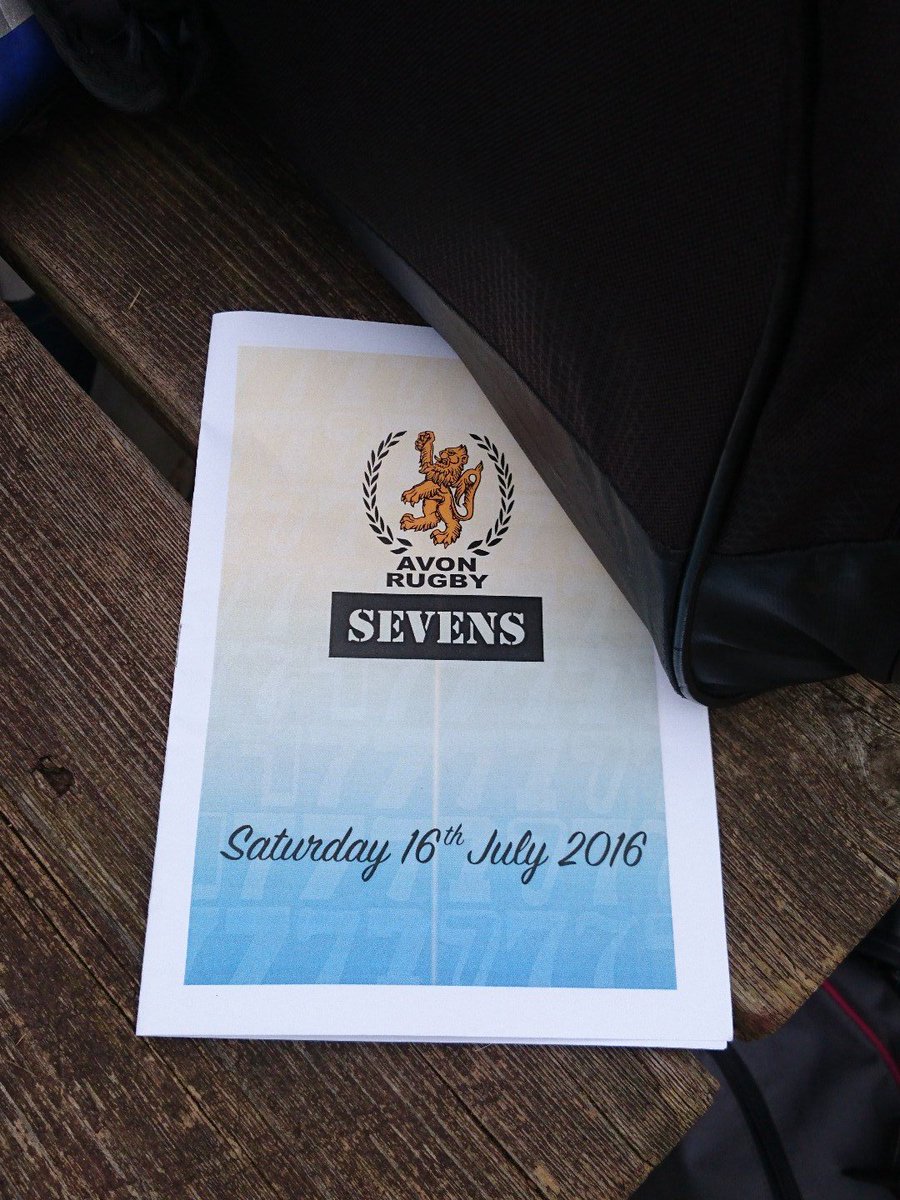 AVON
RUGBY
SEVENS
Saturday 16th July 2016